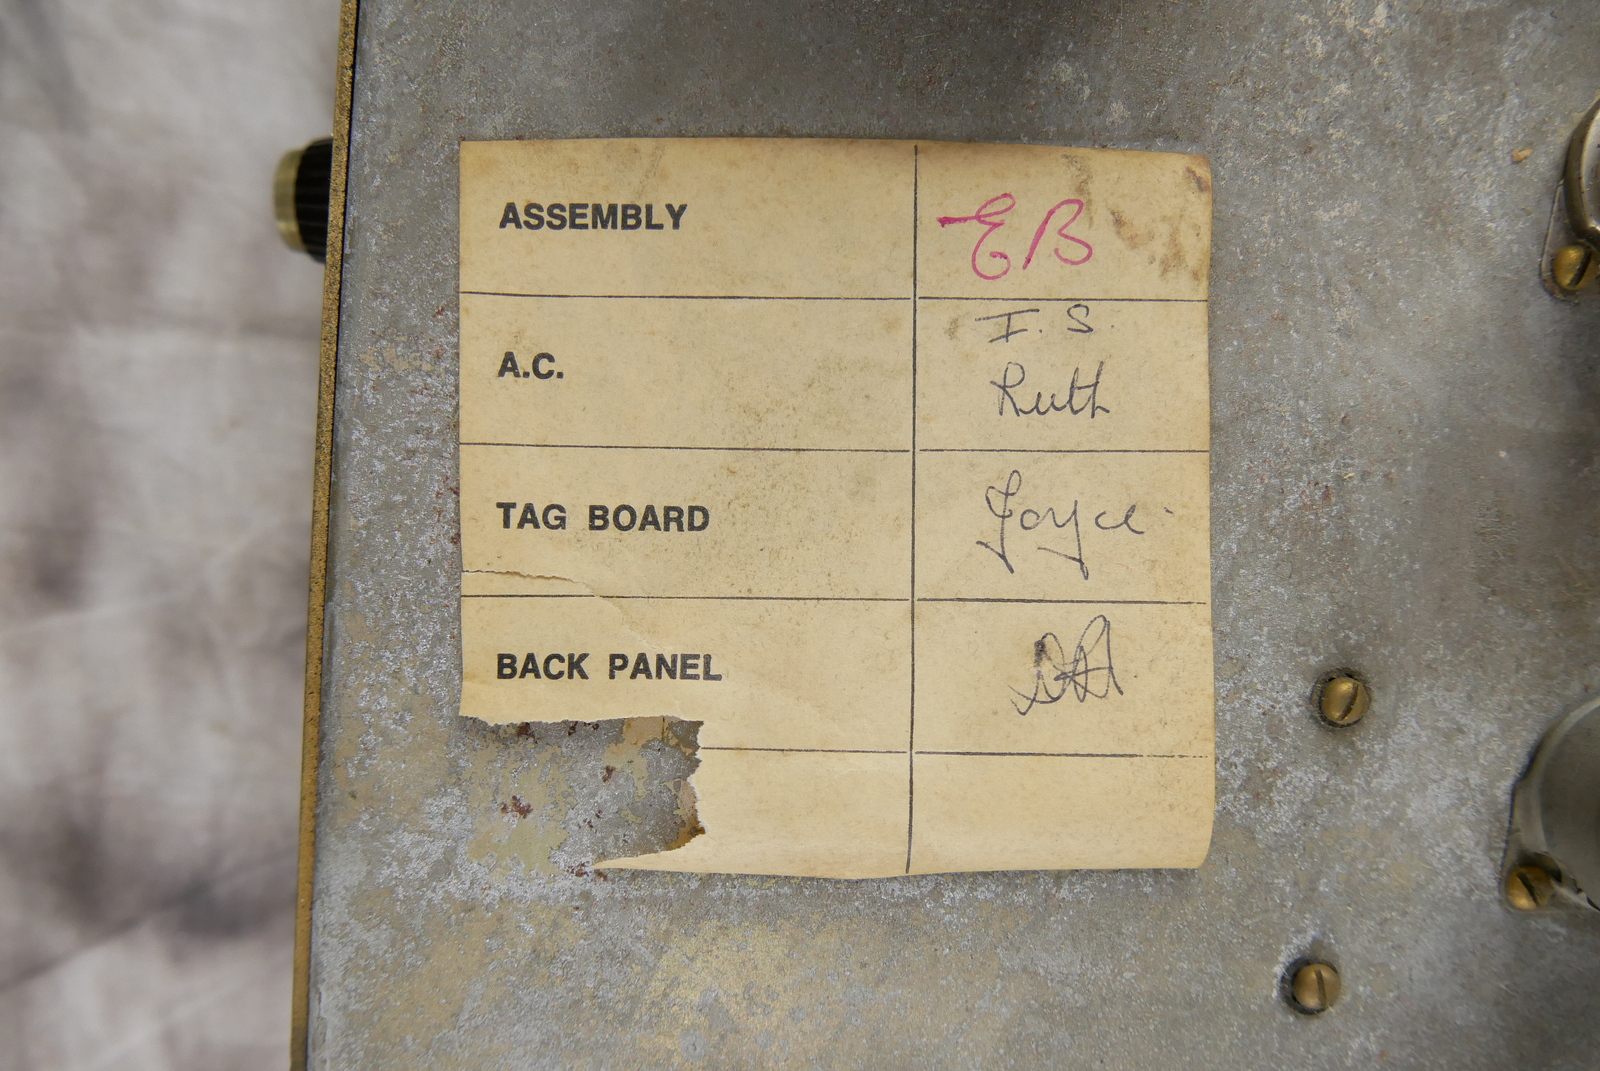 ASSEMBLY EB
A.C. I. S.
Ruth
TAG BOARD Joyce
BACK PANEL